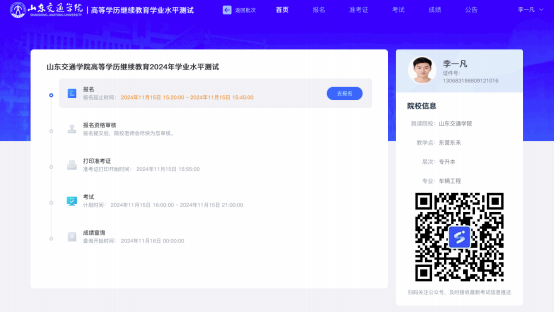 山东交通学院
SHANDONG JIAOTONG UNIVERSITY
高等学历继续教育学业水平测试
返回批次
首页
报名
准考证
考试
成绩
公告
李一凡
山东交通学院高等学历继续教育2024年学业水平测试
报名
报名起止时间： 2024年11月15日 15:20:00 ~ 2024年11月15日 15:45:00
去报名
报名资格审核
报名提交后，院校老师会尽快为您审核。
打印准考证
准考证打印开始时间： 2024年11月15日 15:55:00
考试
计划时间： 2024年11月15日 16:00:00 ~ 2024年11月15日 21:00:00
成绩查询
查询开始时间： 2024年11月16日 00:00:00
李一凡
证件号：
130683196809121016
院校信息
就读院校： 山东交通学院
教学点： 东营东来
层次： 专升本
专业： 车辆工程
扫码关注公众号，及时接收最新考试信息推送